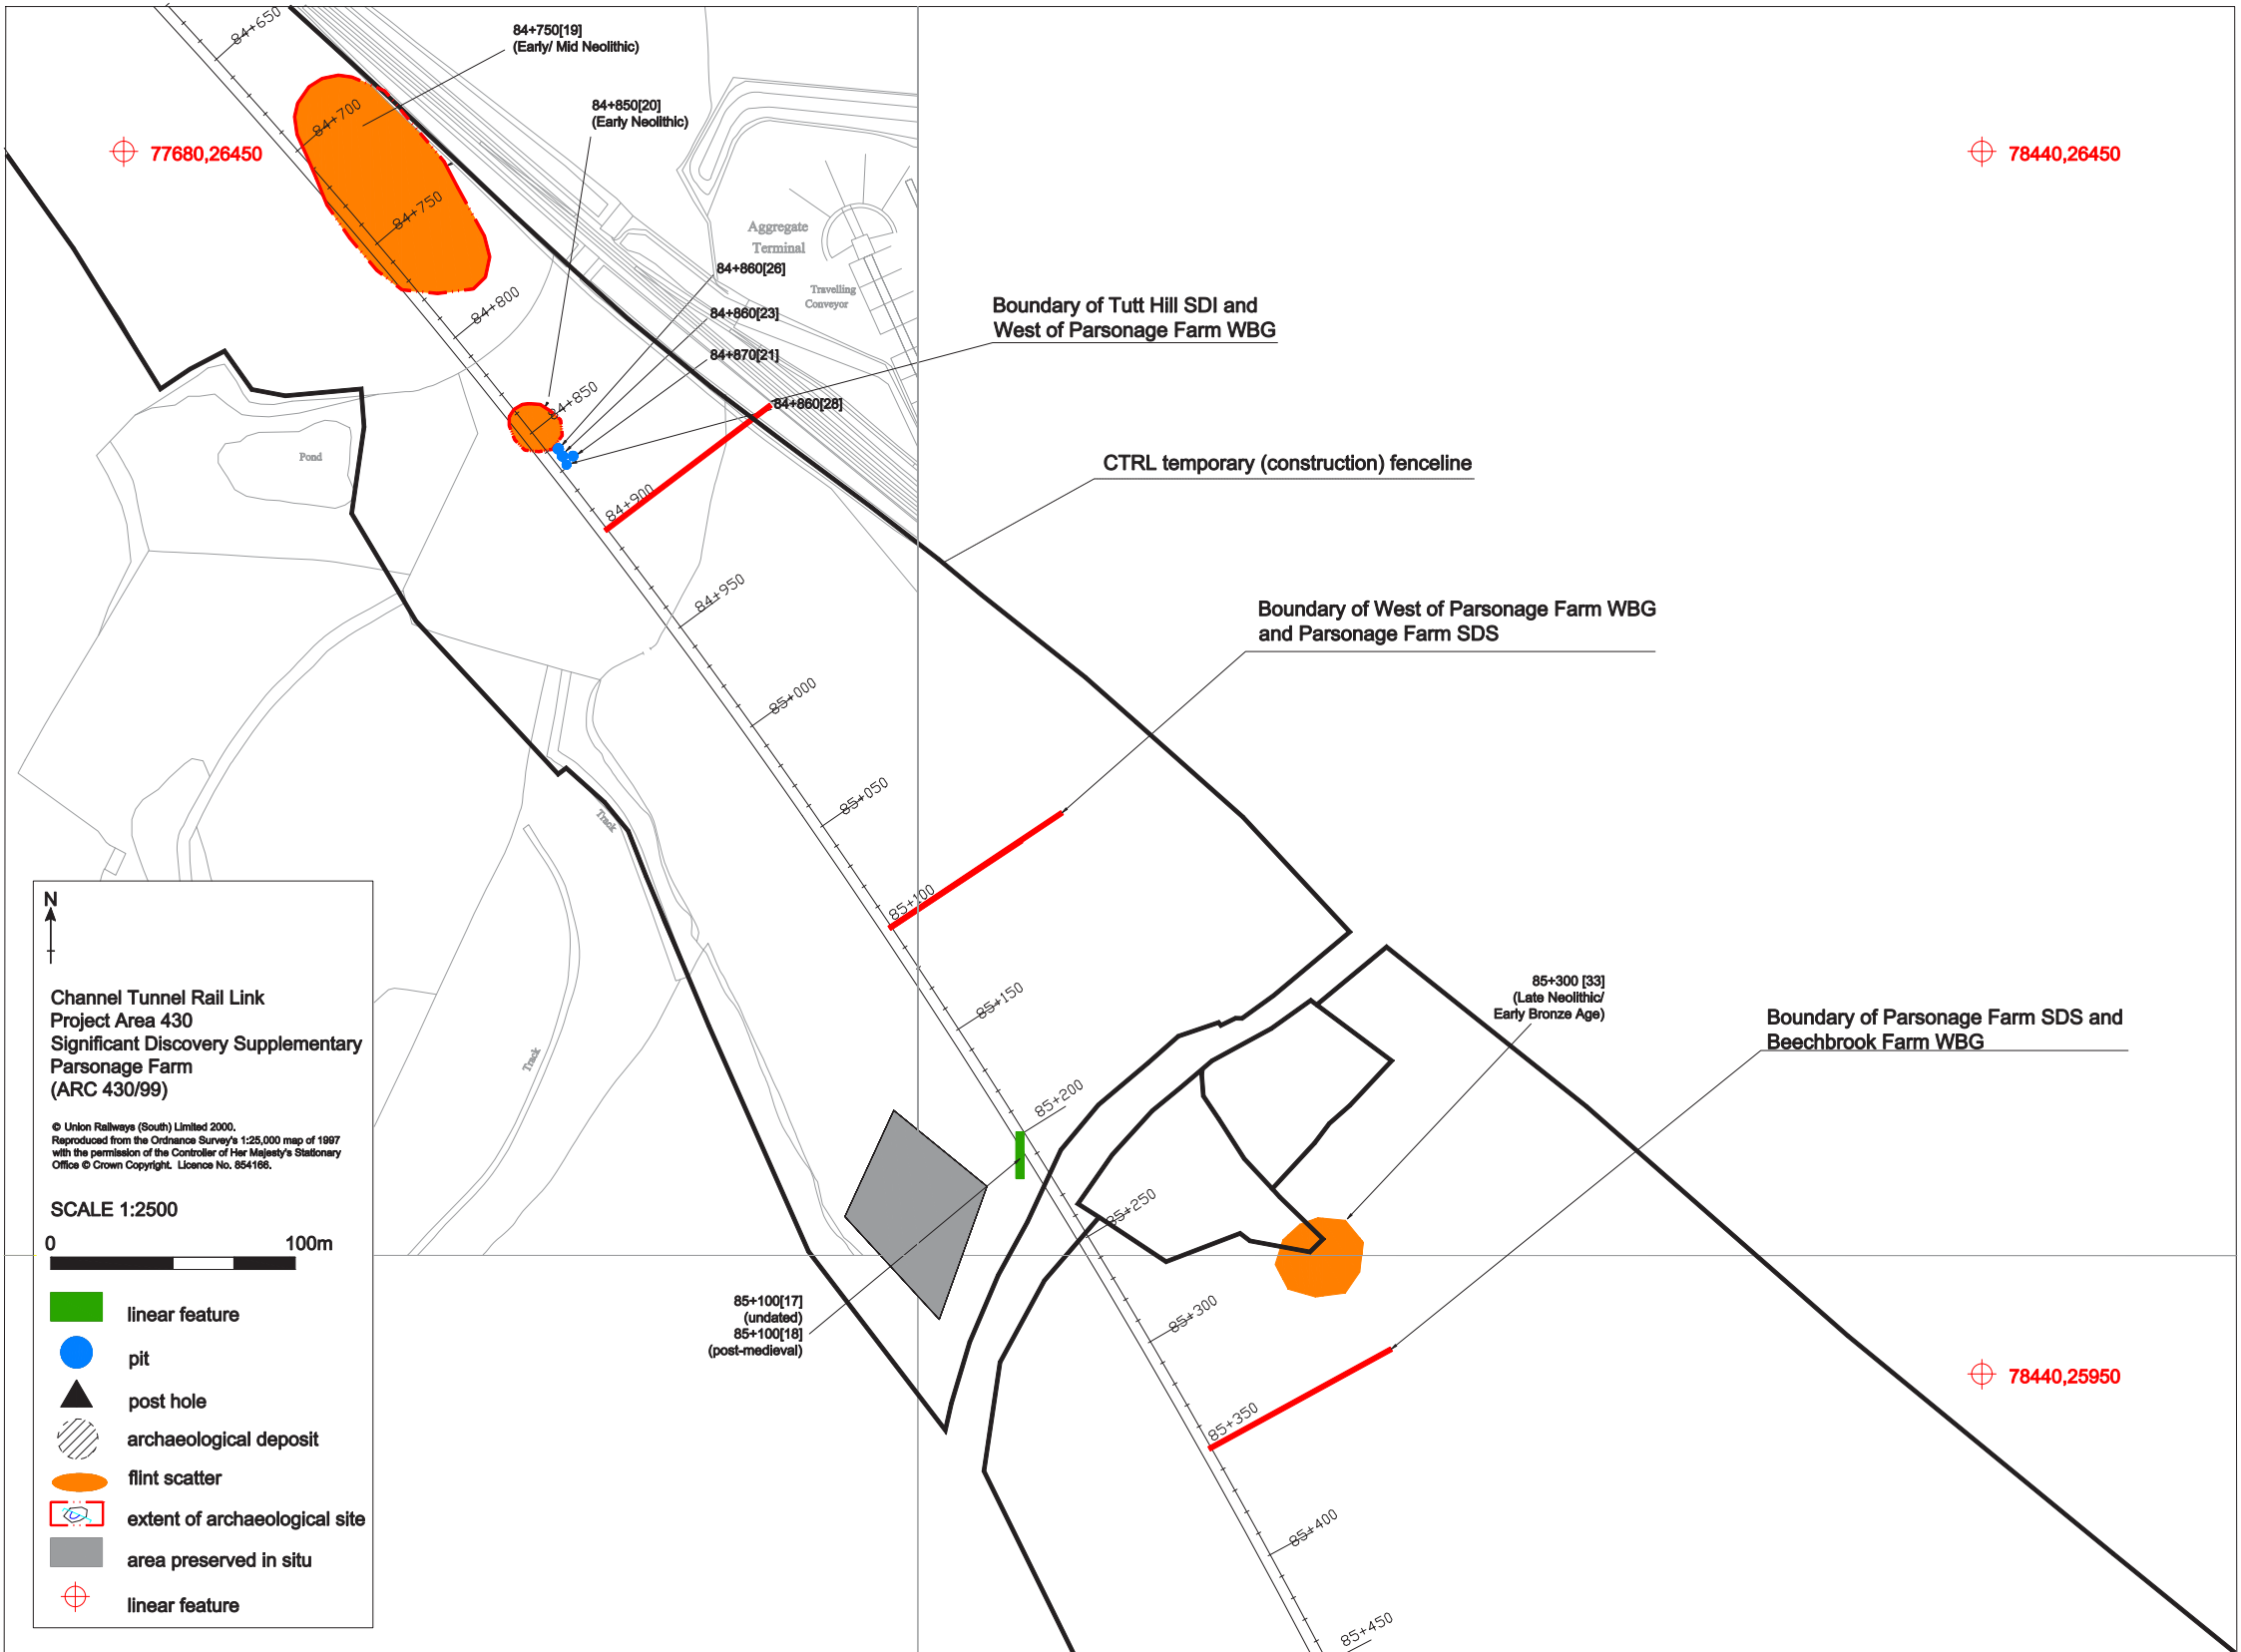 84+650
84+750[19]
(Early/ Mid Neolithic)
84+700
84+850[20]
(Early Neolithic)
77680,26450
78440,26450
84+750
Aggregate
Terminal
84+860[26]
Travelling
Conveyor
84+800
84+860[23]
Boundary of Tutt Hill SDI and
West of Parsonage Farm WBG
84+870[21]
84+850
84+860[28]
Pond
CTRL temporary (construction) fenceline
84+900
84+950
Boundary of West of Parsonage Farm WBG
and Parsonage Farm SDS
85+000
85+050
Track
85+100
85+150
85+300 [33]
(Late Neolithic/
Early Bronze Age)
Boundary of Parsonage Farm SDS and
Beechbrook Farm WBG
Track
85+200
85+250
85+100[17]
(undated)
85+100[18]
(post-medieval)
85+300
78440,25950
85+350
85+400
85+450
N
Channel Tunnel Rail Link
Project Area 430
Significant Discovery Supplementary
Parsonage Farm
(ARC 430/99)
© Union Railways (South) Limited 2000.
Reproduced from the Ordnance Survey's 1:25,000 map of 1997
with the permission of the Controller of Her Majesty's Stationary
Office © Crown Copyright. Licence No. 854166.
SCALE 1:2500
0 100m
linear feature
pit
post hole
archaeological deposit
flint scatter
extent of archaeological site
area preserved in situ
linear feature